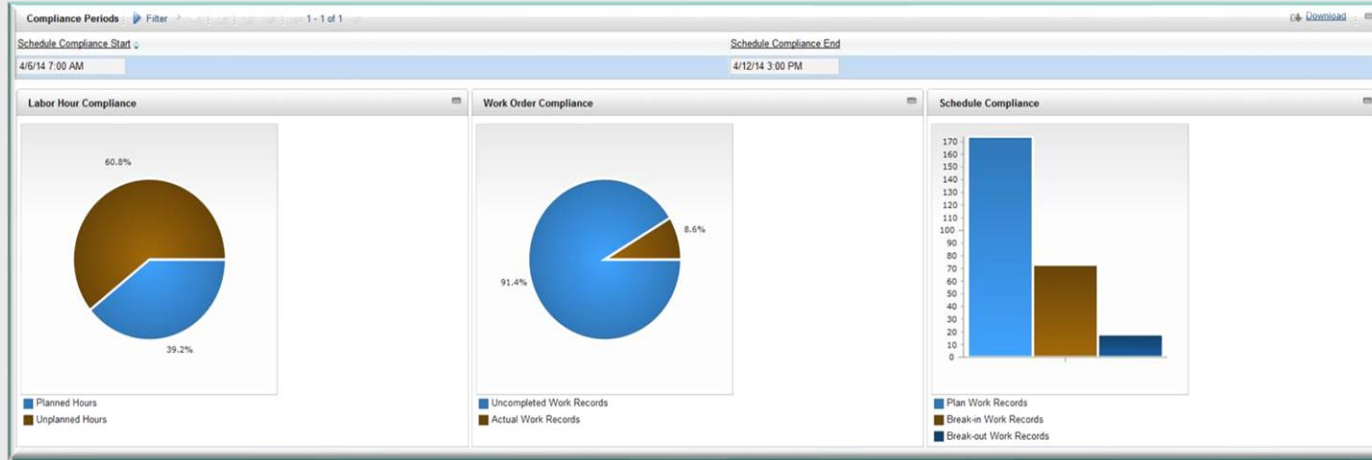 Compliance Periods Filter 1 - 1 of 1 Download
Schedule Compliance Start Schedule Compliance End
4/6/14 7:00 AM 4/12/14 3:00 PM
Labor Hour Compliance
60.8%
39.2%
Planned Hours
Unplanned Hours
Work Order Compliance
8.6%
91.4%
Uncompleted Work Records
Actual Work Records
Schedule Compliance
170
160
150
140
130
120
110
100
90
80
70
60
50
40
30
20
10
0
Plan Work Records
Break-in Work Records
Break-out Work Records